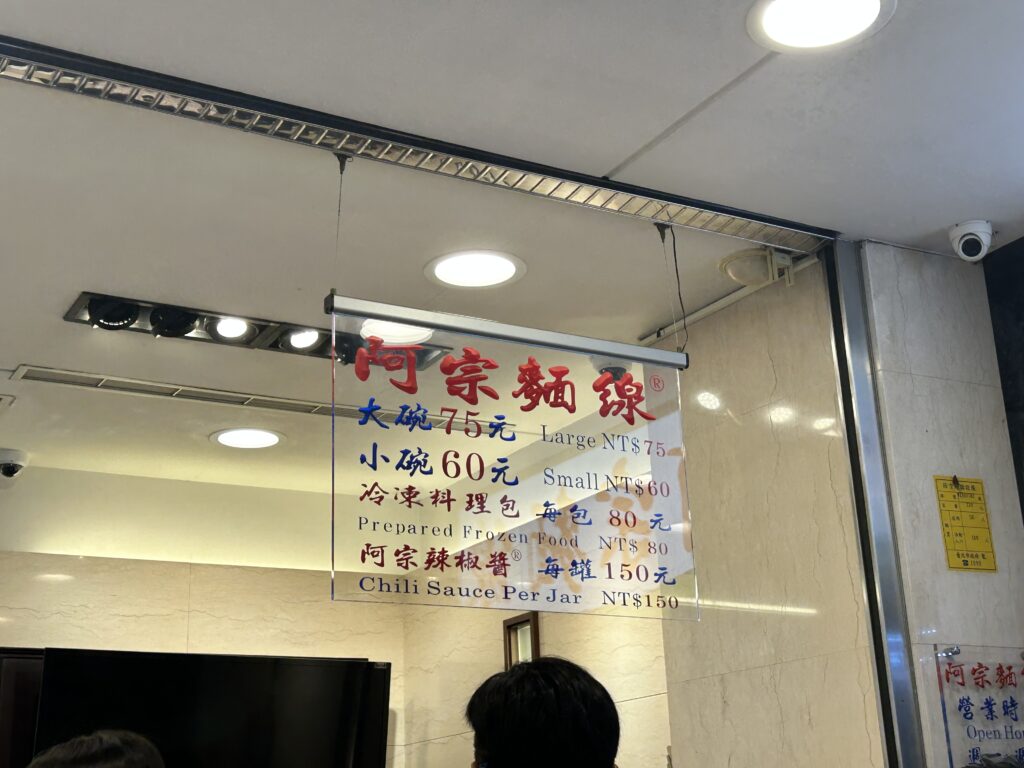 阿宗麵線®
大碗75元 Large NT$75
小碗60元 Small NT$60
冷凍料理包 每包 80 元
Prepared Frozen Food NT$ 80
阿宗辣椒醬® 每罐150元
Chili Sauce Per Jar NT$150
阿宗麵
營業時
Open Hou
週一